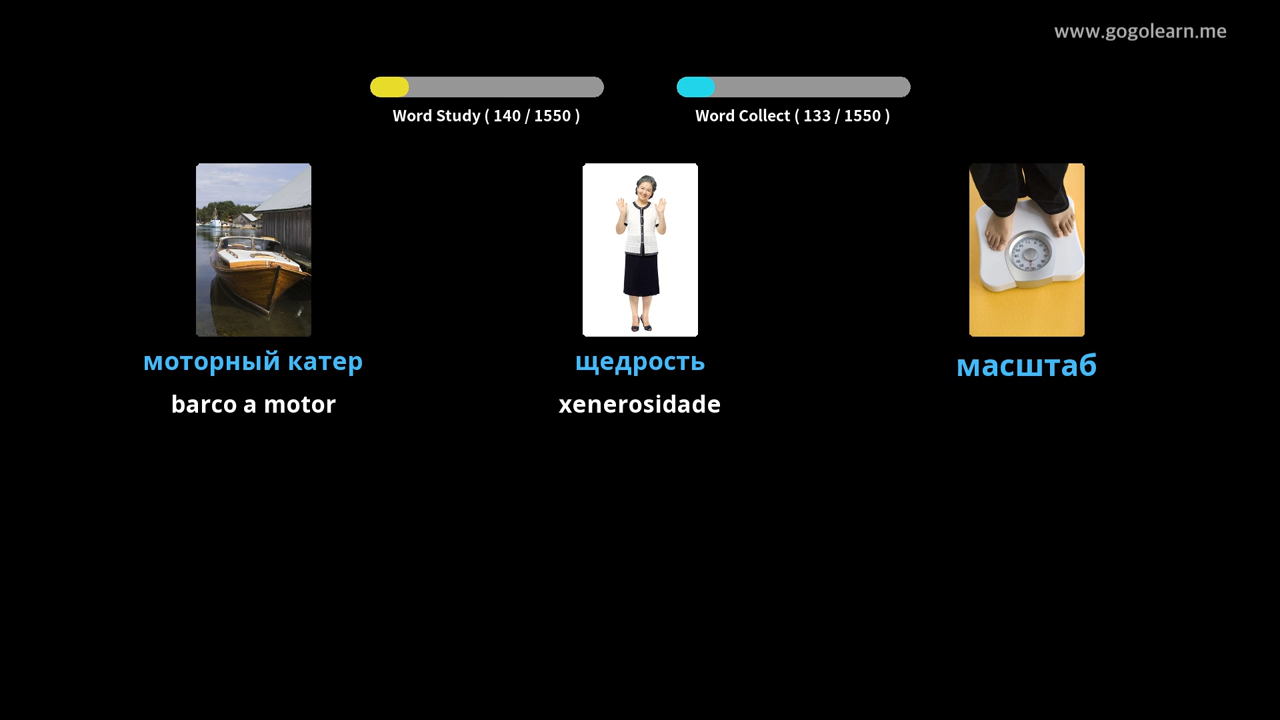 www.gogolearn.me
Word Study ( 140 / 1550 )
Word Collect ( 133 / 1550 )
моторный катер
barco a motor
щедрость
xenerosidade
масштаб